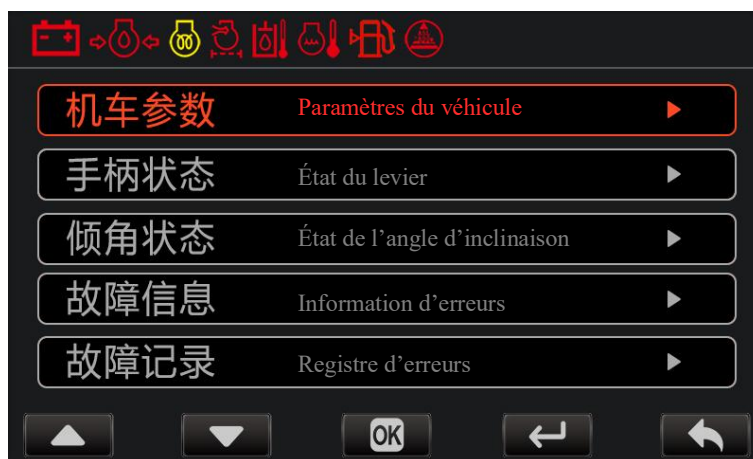 机车参数 Paramètres du véhicule
手柄状态 État du levier
倾角状态 État de l’angle d’inclinaison
故障信息 Information d’erreurs
故障记录 Registre d’erreurs
OK